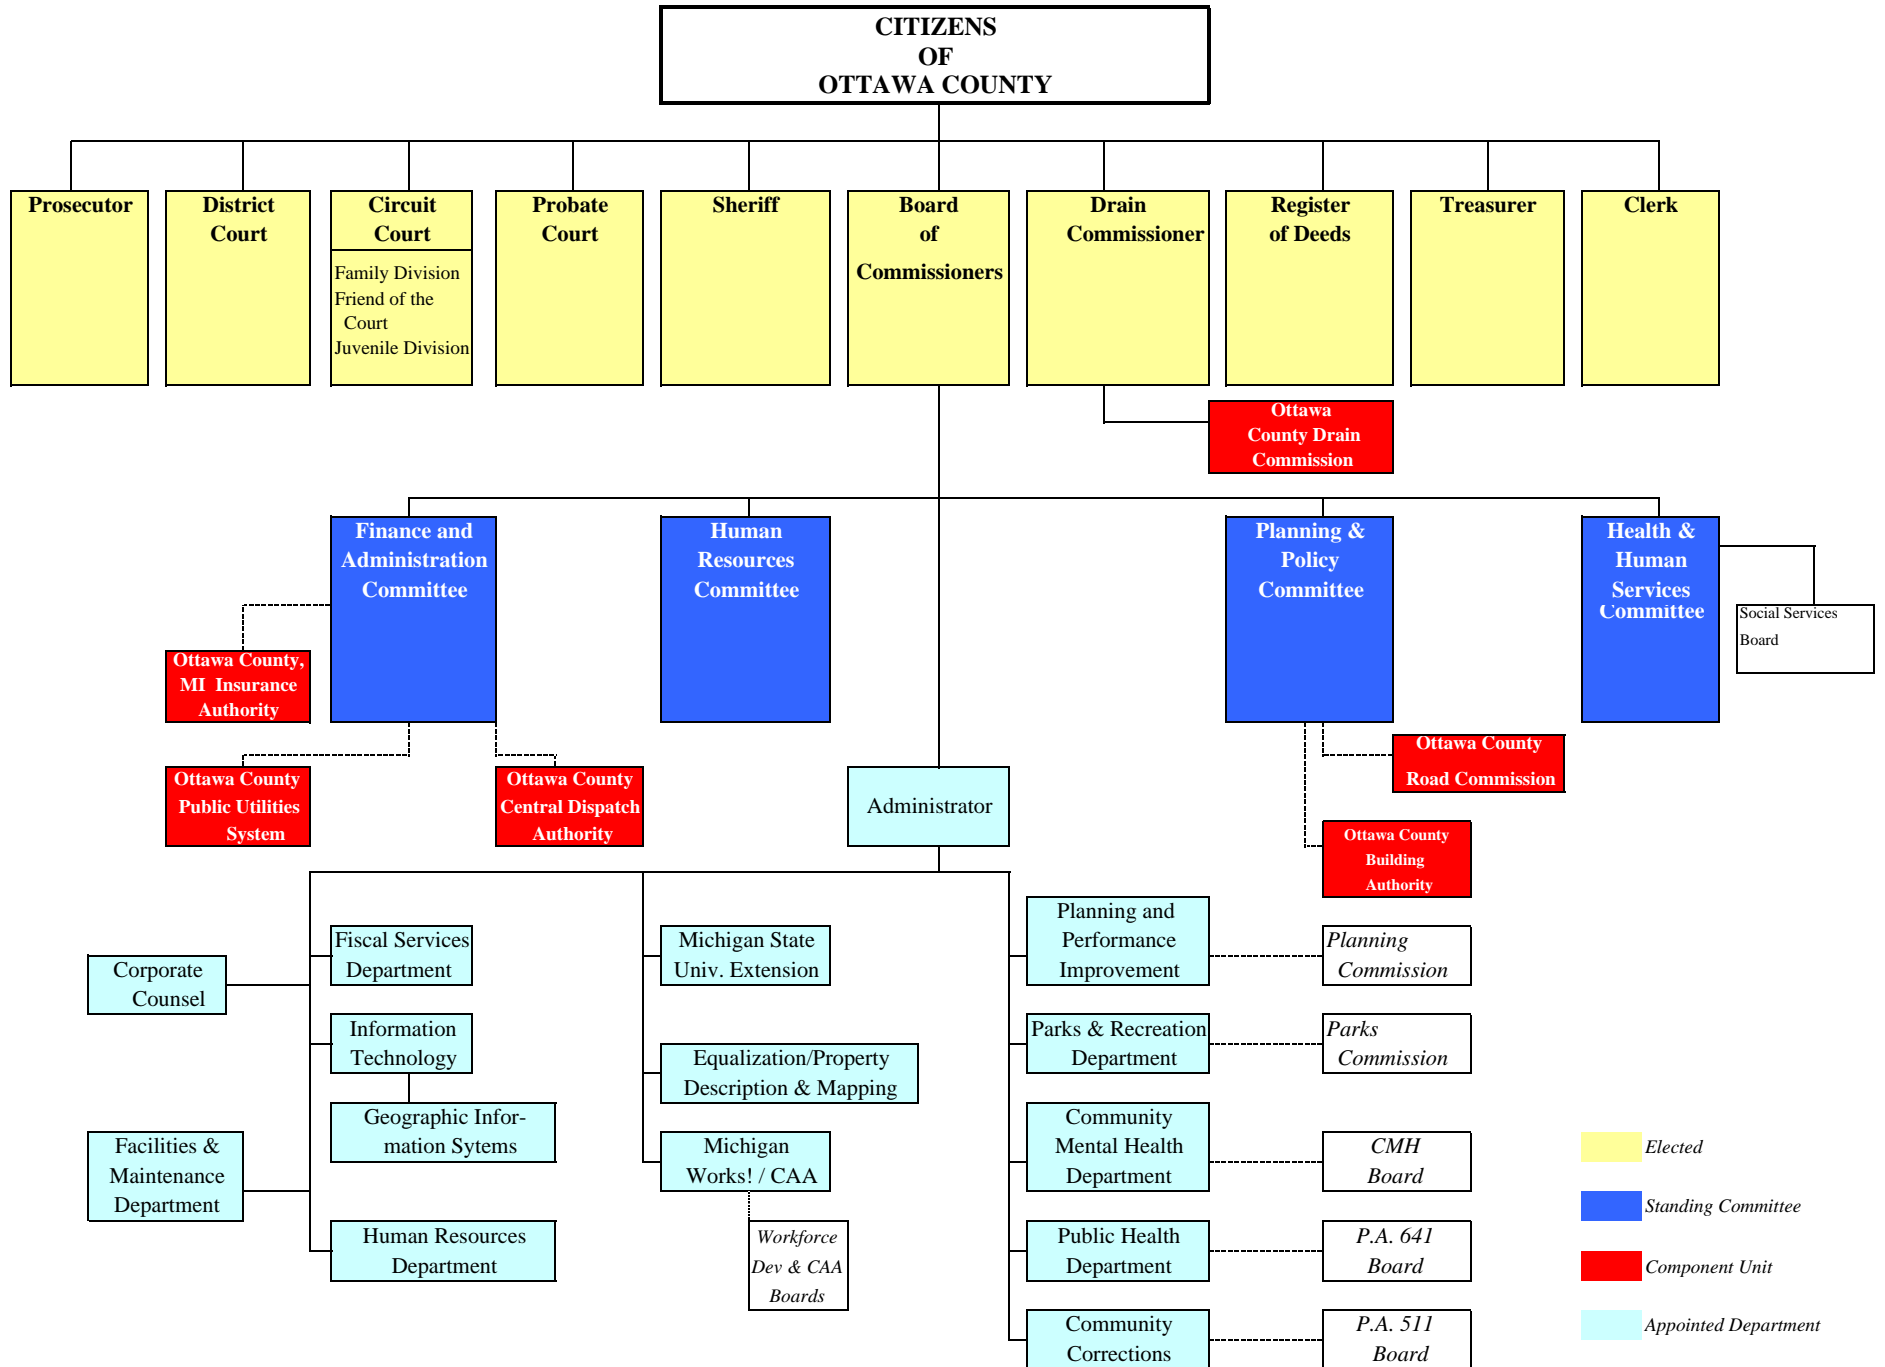 CITIZENS
OF
OTTAWA COUNTY
Prosecutor
District
Court
Circuit
Court
Family Division
Friend of the
Court
Juvenile Division
Probate
Court
Sheriff
Board
of
Commissioners
Drain
Commissioner
Register
of Deeds
Treasurer
Clerk
Ottawa
County Drain
Commission
Finance and
Administration
Committee
Human
Resources
Committee
Planning &
Policy
Committee
Health &
Human
Services
Committee
Social Services
Board
Ottawa County,
MI Insurance
Authority
Ottawa County
Public Utilities
System
Ottawa County
Central Dispatch
Authority
Administrator
Ottawa County
Road Commission
Ottawa County
Building
Authority
Corporate
Counsel
Facilities &
Maintenance
Department
Fiscal Services
Department
Information
Technology
Geographic Infor-
mation Sytems
Human Resources
Department
Michigan State
Univ. Extension
Equalization/Property
Description & Mapping
Michigan
Works! / CAA
Workforce
Dev & CAA
Boards
Planning and
Performance
Improvement
Planning
Commission
Parks & Recreation
Department
Parks
Commission
Community
Mental Health
Department
CMH
Board
Public Health
Department
P.A. 641
Board
Community
Corrections
P.A. 511
Board
Elected
Standing Committee
Component Unit
Appointed Department